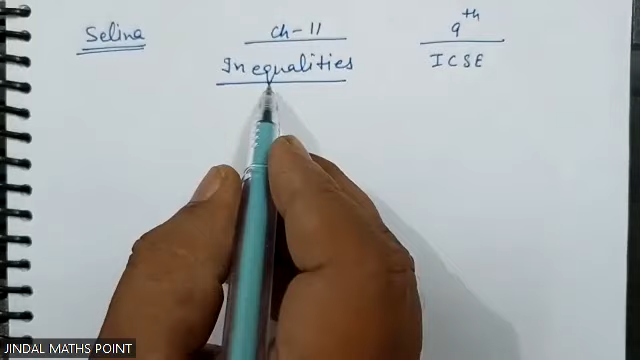 Selina
Ch-11
9th
Inequalities
ICSE
JINDAL MATHS POINT